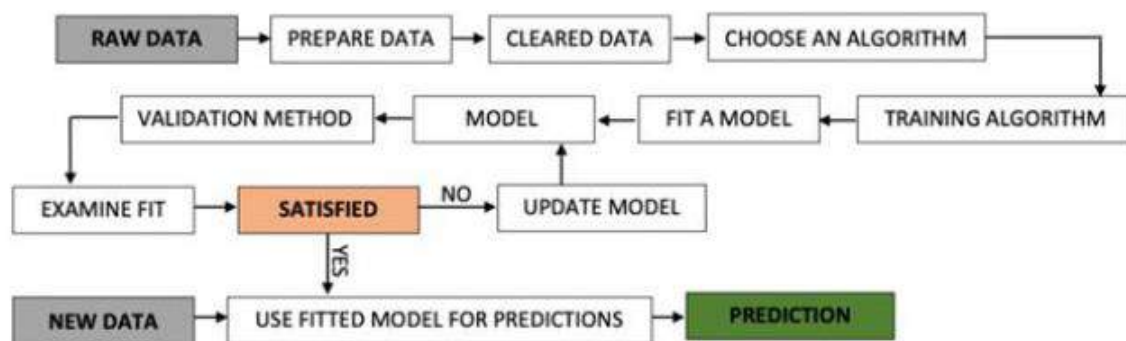 RAW DATA
PREPARE DATA
CLEARED DATA
CHOOSE AN ALGORITHM
TRAINING ALGORITHM
FIT A MODEL
MODEL
VALIDATION METHOD
EXAMINE FIT
SATISFIED
NO
UPDATE MODEL
YES
NEW DATA
USE FITTED MODEL FOR PREDICTIONS
PREDICTION